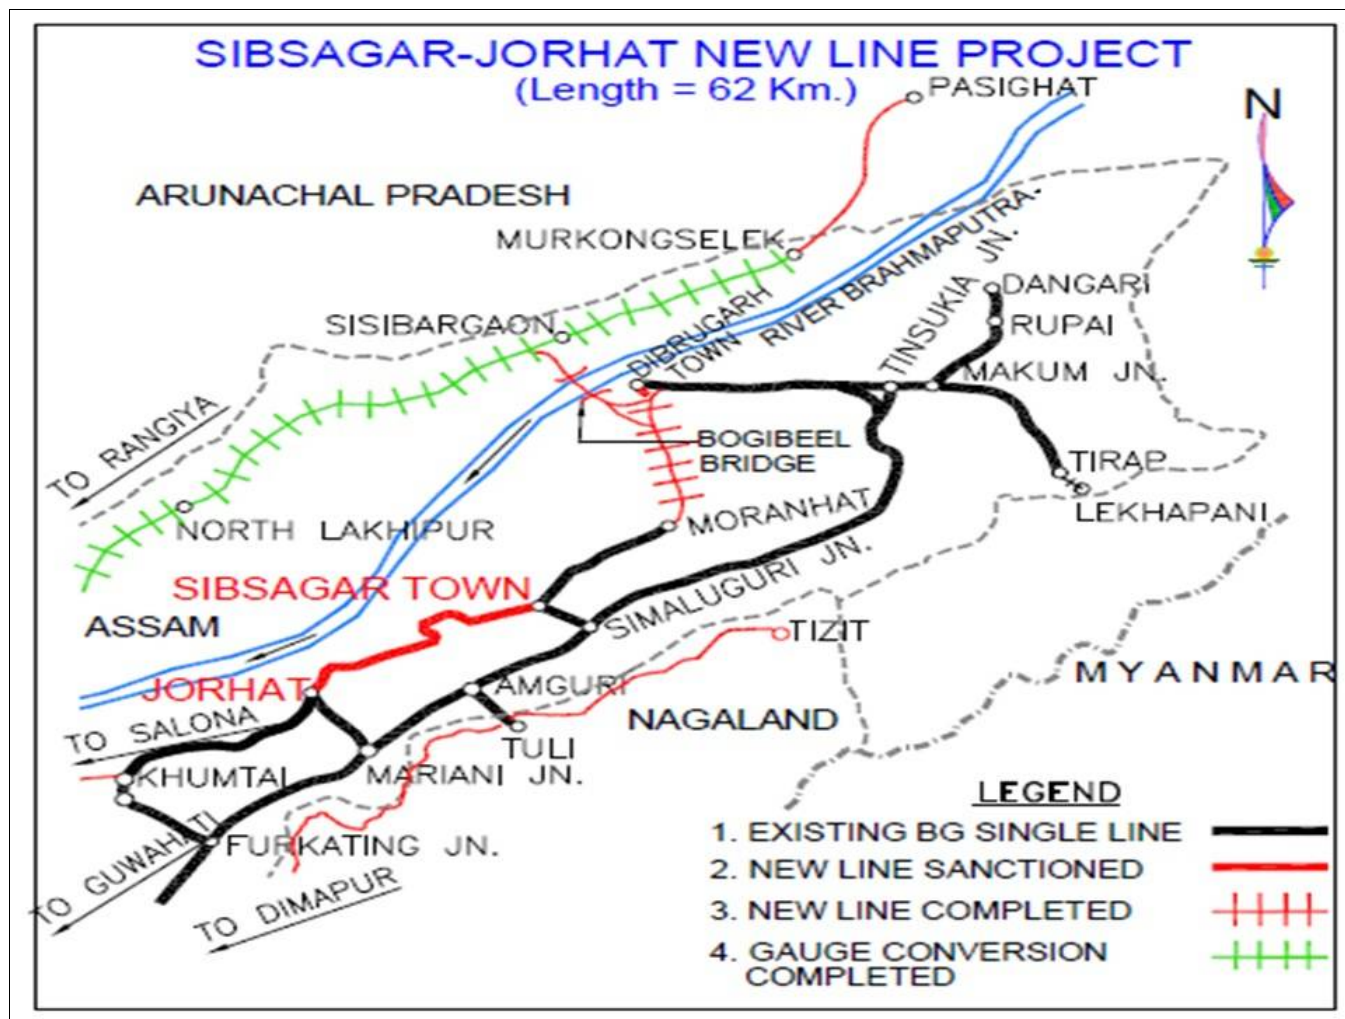 SIBSAGAR-JORHAT NEW LINE PROJECT
(Length = 62 Km.)
PASIGHAT
N
ARUNACHAL PRADESH
MURKONGSELEK
RIVER BRAHMAPUTRA
TINSUKIA JN.
DANGARI
SISIBARGAON
DIBRUGARH
TOWN
RUPAI
MAKUM JN.
TO RANGIYA
BOGIBEEL
BRIDGE
TIRAP
LEKHAPANI
NORTH LAKHIPUR
MORANHAT
SIBSAGAR TOWN
SIMALUGURI JN.
ASSAM
TIZIT
MYANMAR
JORHAT
AMGURI
NAGALAND
TO SALONA
TULI
KHUMTAI
MARIANI JN.
FURKATING JN.
TO GUWAHATI
TO DIMAPUR
LEGEND
1. EXISTING BG SINGLE LINE
2. NEW LINE SANCTIONED
3. NEW LINE COMPLETED
4. GAUGE CONVERSION
COMPLETED